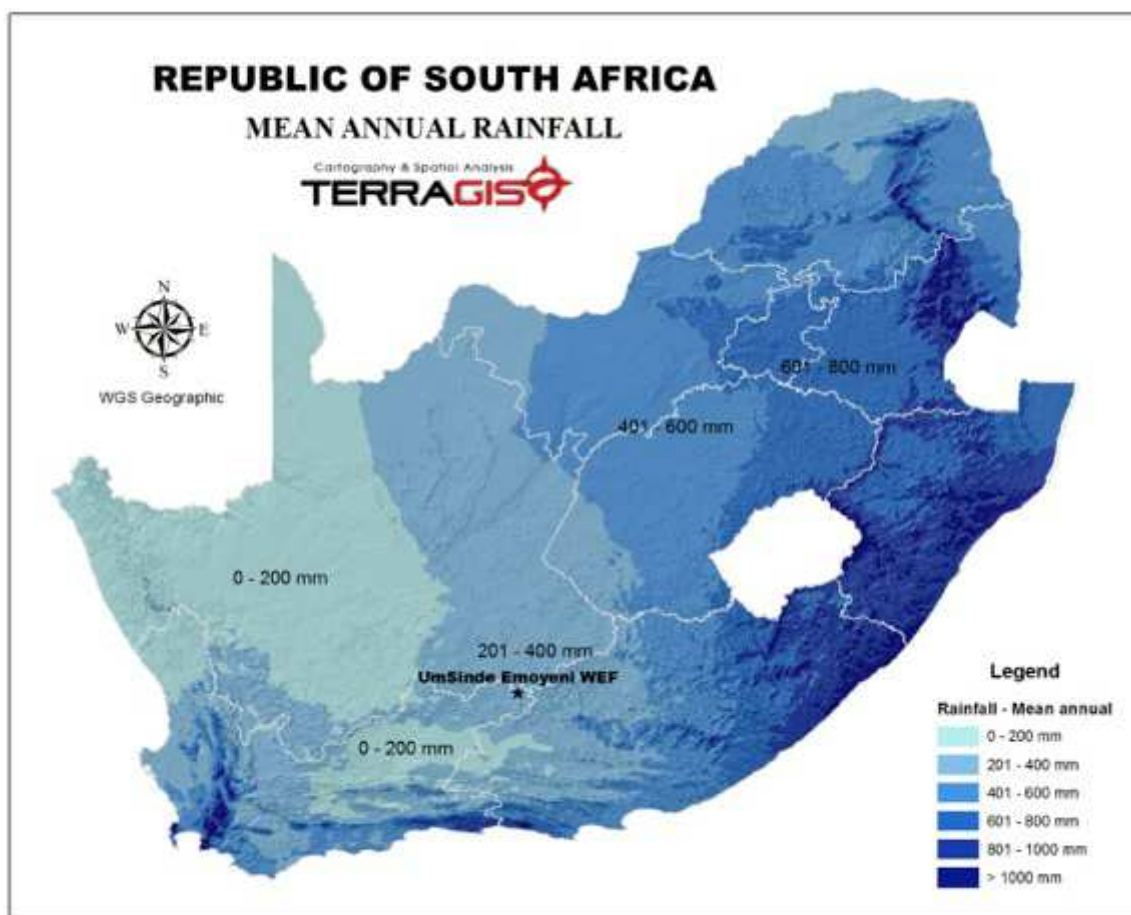 REPUBLIC OF SOUTH AFRICA
MEAN ANNUAL RAINFALL
Cartography & Spatial Analysis
TERRAGIS
N
W E
S
WGS Geographic
601 - 800 mm
401 - 600 mm
0 - 200 mm
201 - 400 mm
UmSinde Emoyeni WEF
0 - 200 mm
Legend
Rainfall - Mean annual
0 - 200 mm
201 - 400 mm
401 - 600 mm
601 - 800 mm
801 - 1000 mm
> 1000 mm